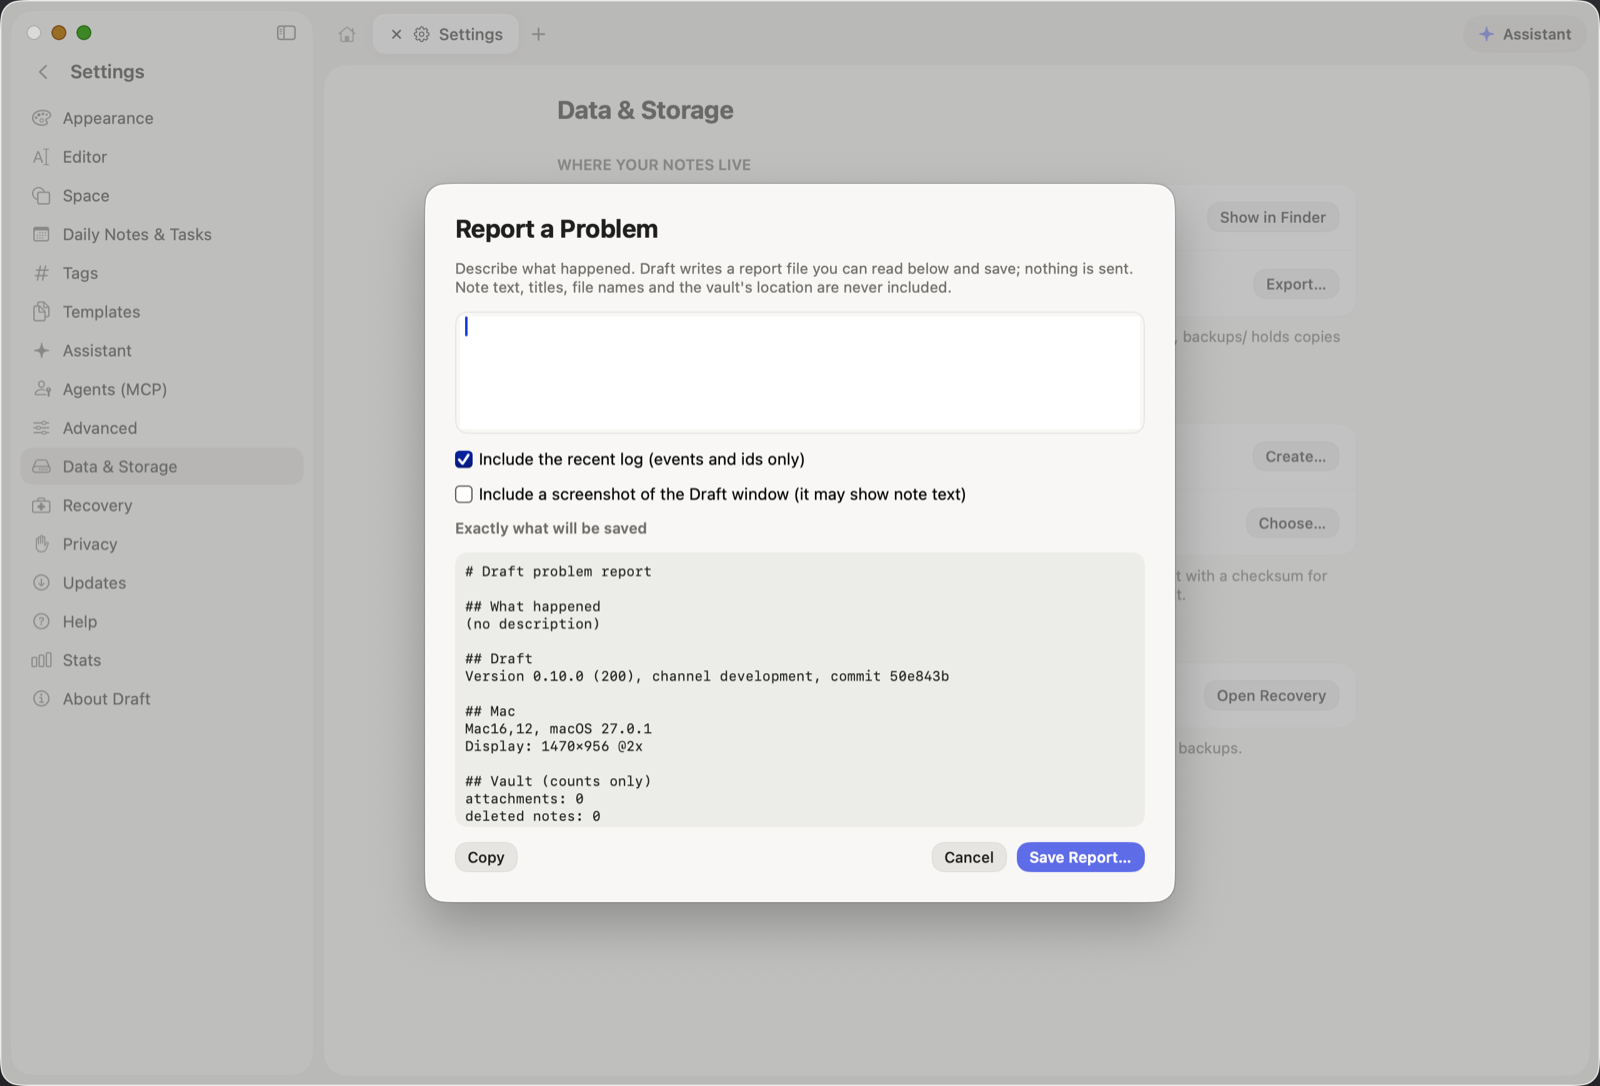 Settings
Assistant
Settings
Appearance
Editor
Space
Daily Notes & Tasks
Tags
Templates
Assistant
Agents (MCP)
Advanced
Data & Storage
Recovery
Privacy
Updates
Help
Stats
About Draft
Data & Storage
WHERE YOUR NOTES LIVE
Show in Finder
Export...
, backups/ holds copies
Create...
Choose...
t with a checksum for
t.
Open Recovery
backups.
Report a Problem
Describe what happened. Draft writes a report file you can read below and save; nothing is sent.
Note text, titles, file names and the vault's location are never included.
Include the recent log (events and ids only)
Include a screenshot of the Draft window (it may show note text)
Exactly what will be saved
# Draft problem report
## What happened
(no description)
## Draft
Version 0.10.0 (200), channel development, commit 50e843b
## Mac
Mac16,12, macOS 27.0.1
Display: 1470×956 @2x
## Vault (counts only)
attachments: 0
deleted notes: 0
Copy
Cancel
Save Report...